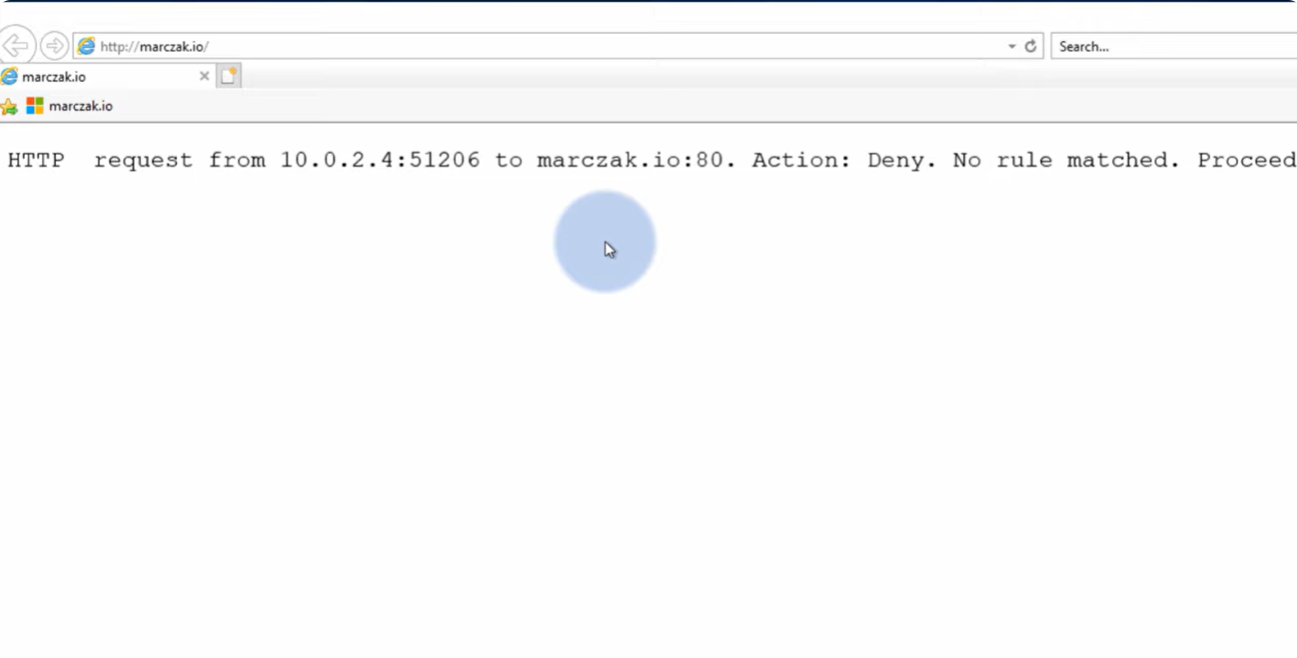 http://marczak.io/
Search...
marczak.io
marczak.io
HTTP  request from 10.0.2.4:51206 to marczak.io:80. Action: Deny. No rule matched. Proceed